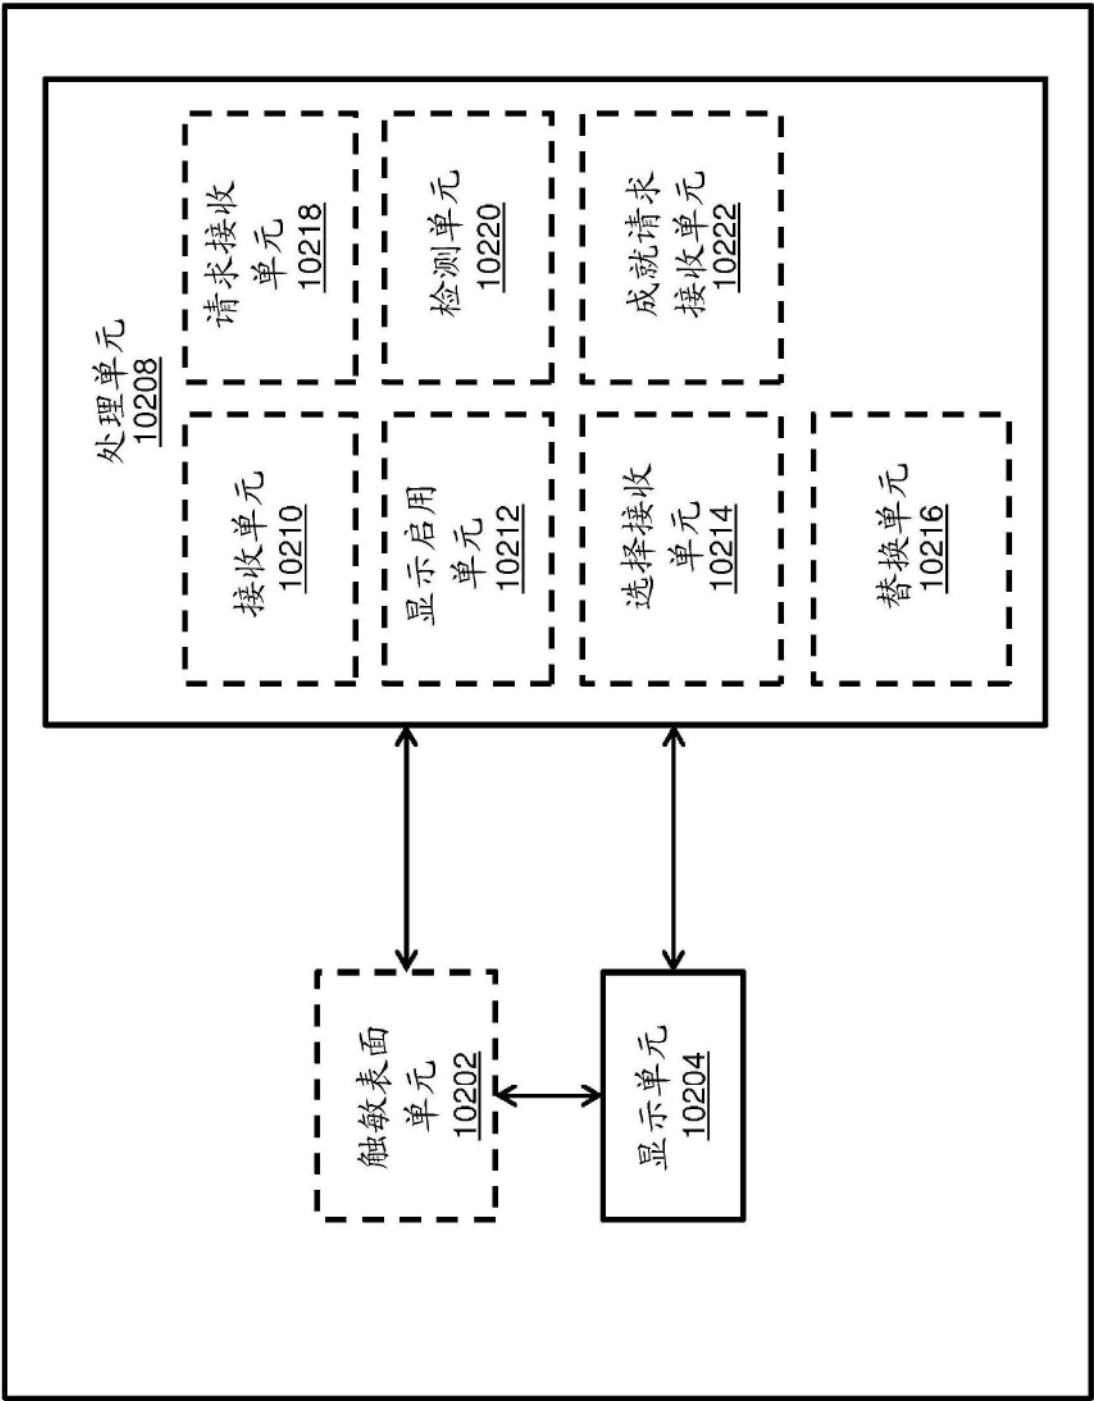 处理单元
10208
接收单元
10210
请求接收
单元
10218
显示启用
单元
10212
检测单元
10220
选择接收
单元
10214
成就请求
接收单元
10222
替换单元
10216
触敏表面
单元
10202
显示单元
10204